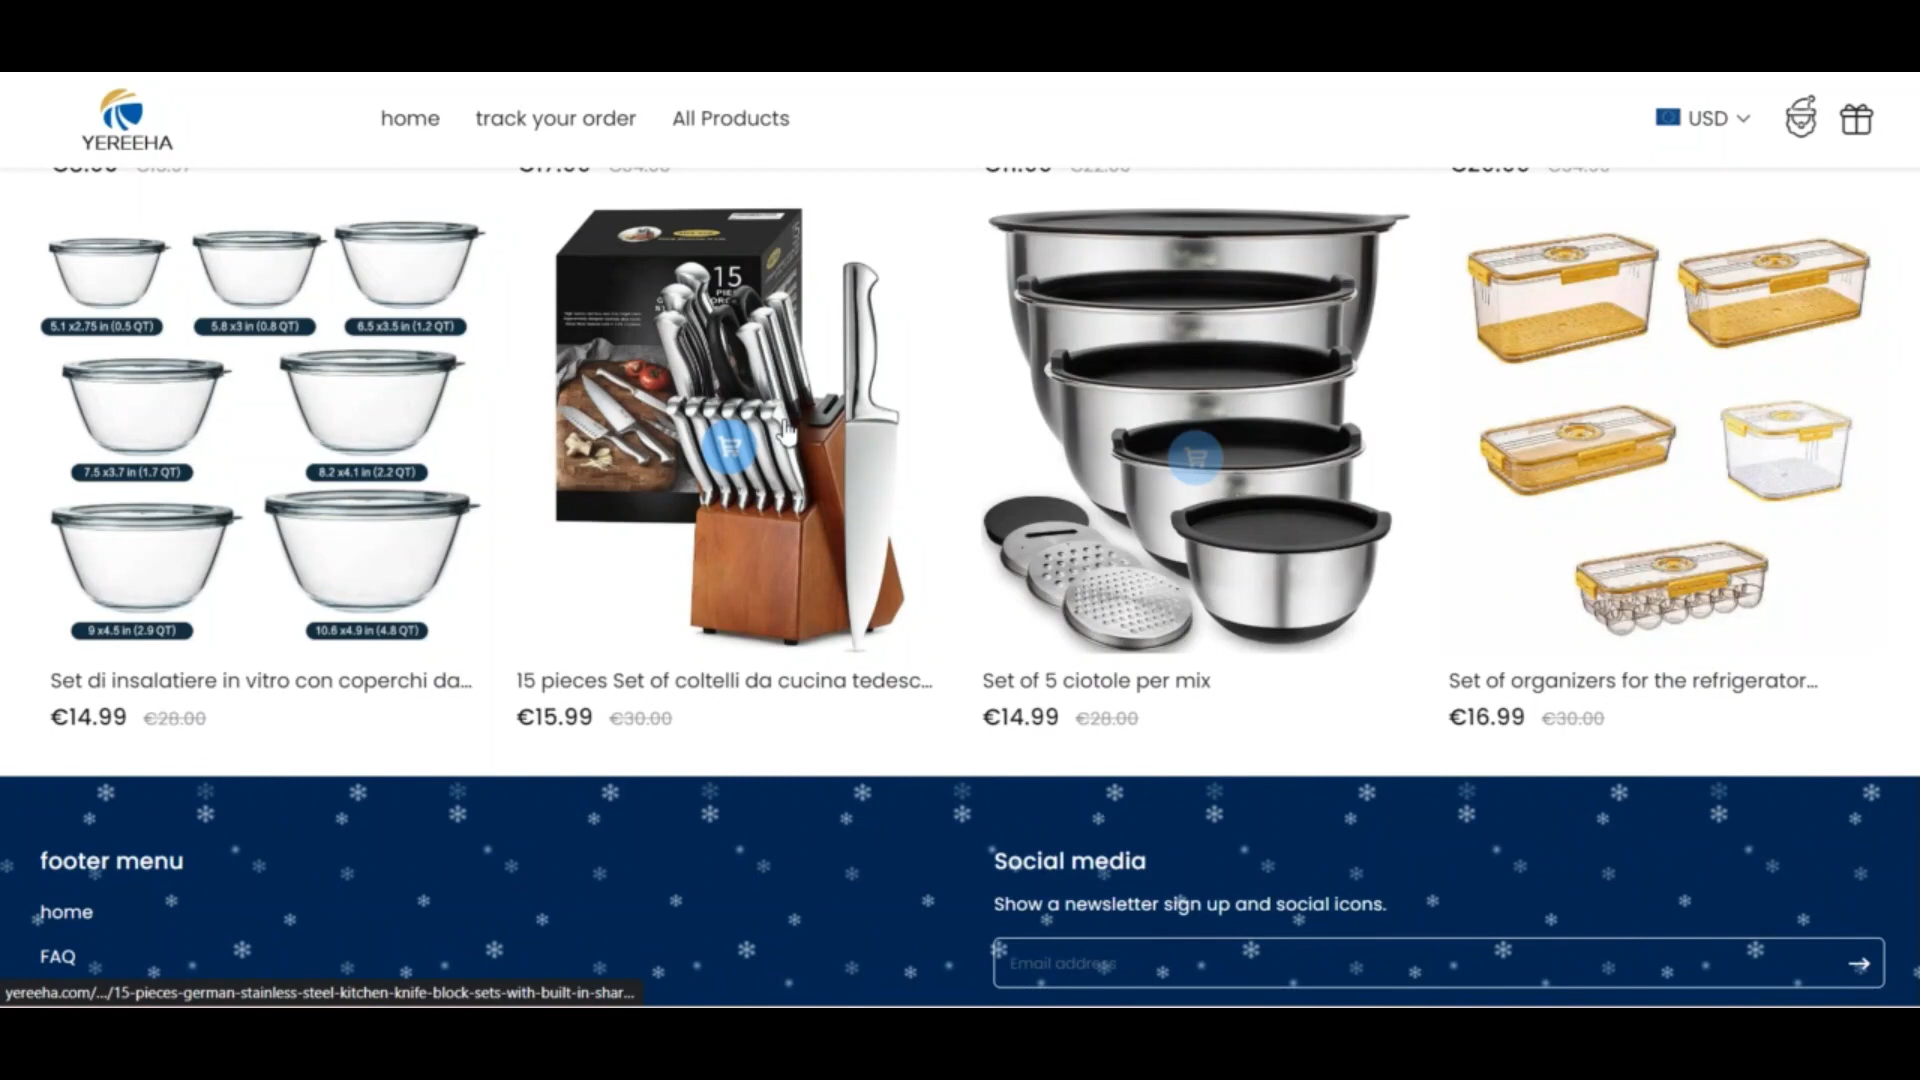 YEREEHA
home
track your order
All Products
USD
5.1 x2.75 in (0.5 QT)
5.8 x3 in (0.8 QT)
6.5 x3.5 in (1.2 QT)
7.5 x3.7 in (1.7 QT)
8.2 x4.1 in (2.2 QT)
9 x4.5 in (2.9 QT)
10.6 x4.9 in (4.8 QT)
15
Set di insalatiere in vitro con coperchi da...
€14.99 €28.00
15 pieces Set of coltelli da cucina tedesc...
€15.99 €30.00
Set of 5 ciotole per mix
€14.99 €28.00
Set of organizers for the refrigerator...
€16.99 €30.00
footer menu
home
FAQ
Social media
Show a newsletter sign up and social icons.
Email address
yereeha.com/.../15-pieces-german-stainless-steel-kitchen-knife-block-sets-with-built-in-shar...